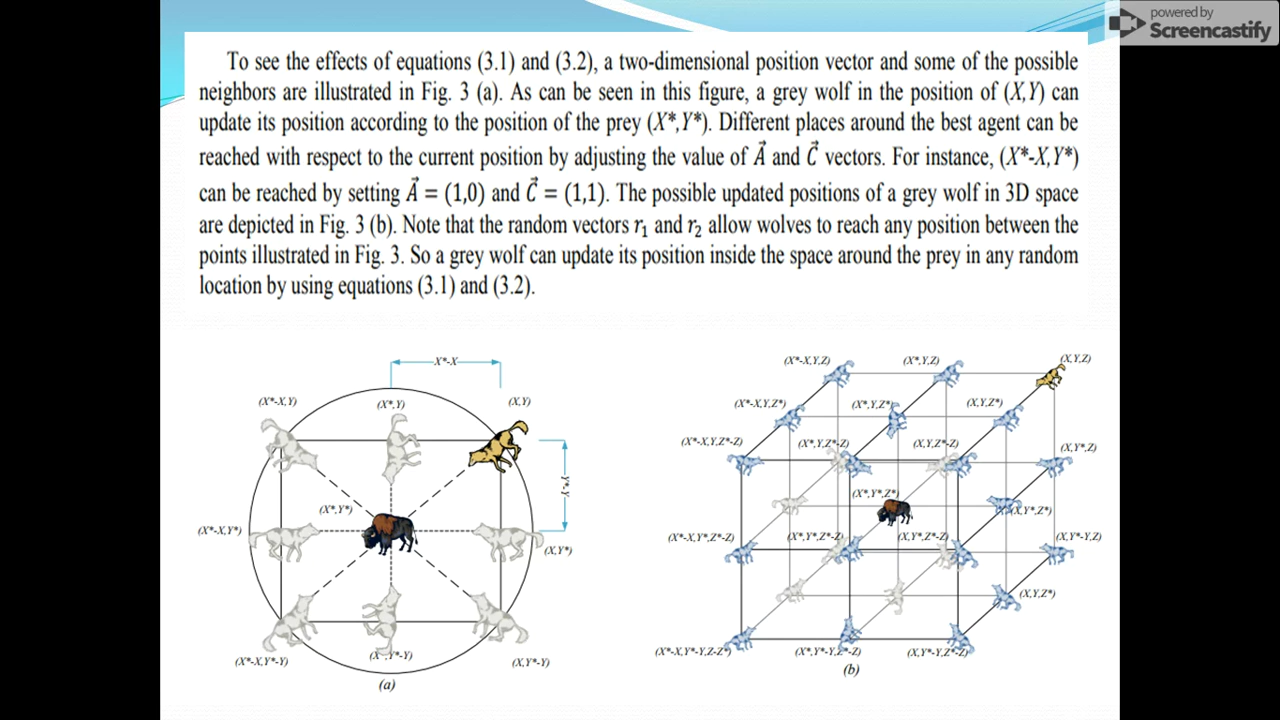 powered by
Screencastify
To see the effects of equations (3.1) and (3.2), a two-dimensional position vector and some of the possible
neighbors are illustrated in Fig. 3 (a). As can be seen in this figure, a grey wolf in the position of (X,Y) can
update its position according to the position of the prey (X*,Y*). Different places around the best agent can be
reached with respect to the current position by adjusting the value of A⃗ and C⃗ vectors. For instance, (X*-X,Y*)
can be reached by setting A⃗ = (1,0) and C⃗ = (1,1). The possible updated positions of a grey wolf in 3D space
are depicted in Fig. 3 (b). Note that the random vectors r₁ and r₂ allow wolves to reach any position between the
points illustrated in Fig. 3. So a grey wolf can update its position inside the space around the prey in any random
location by using equations (3.1) and (3.2).
X*-X
(X*-X,Y)
(X*,Y)
(X,Y)
Y*-Y
(X*,Y*)
(X*-X,Y*)
(X,Y*)
(X*-X,Y*-Y)
(X,Y*-Y)
(a)
(X*-X,Y,Z)
(X*,Y,Z)
(X,Y,Z)
(X*-X,Y,Z*)
(X*,Y,Z*)
(X,Y,Z*)
(X*-X,Y,Z*-Z)
(X*,Y,Z*-Z)
(X,Y,Z*-Z)
(X,Y*,Z)
(X*,Y*,Z*)
(X*-X,Y*,Z*-Z)
(X*,Y*,Z*-Z)
(X,Y*,Z*-Z)
(X,Y*-Y,Z)
(X,Y,Z*)
(X*-X,Y*-Y,Z-Z*)
(X*,Y*-Y,Z*-Z)
(X,Y*-Y,Z*-Z)
(b)